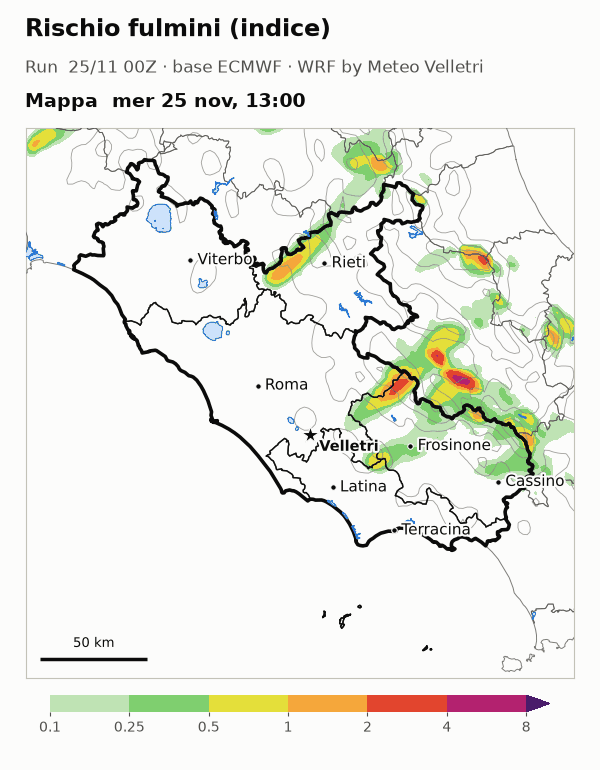 Rischio fulmini (indice)
Run 25/11 00Z · base ECMWF · WRF by Meteo Velletri
Mappa mer 25 nov, 13:00
Viterbo
Rieti
Roma
Velletri
Frosinone
Latina
Cassino
Terracina
50 km
0.1 0.25 0.5 1 2 4 8